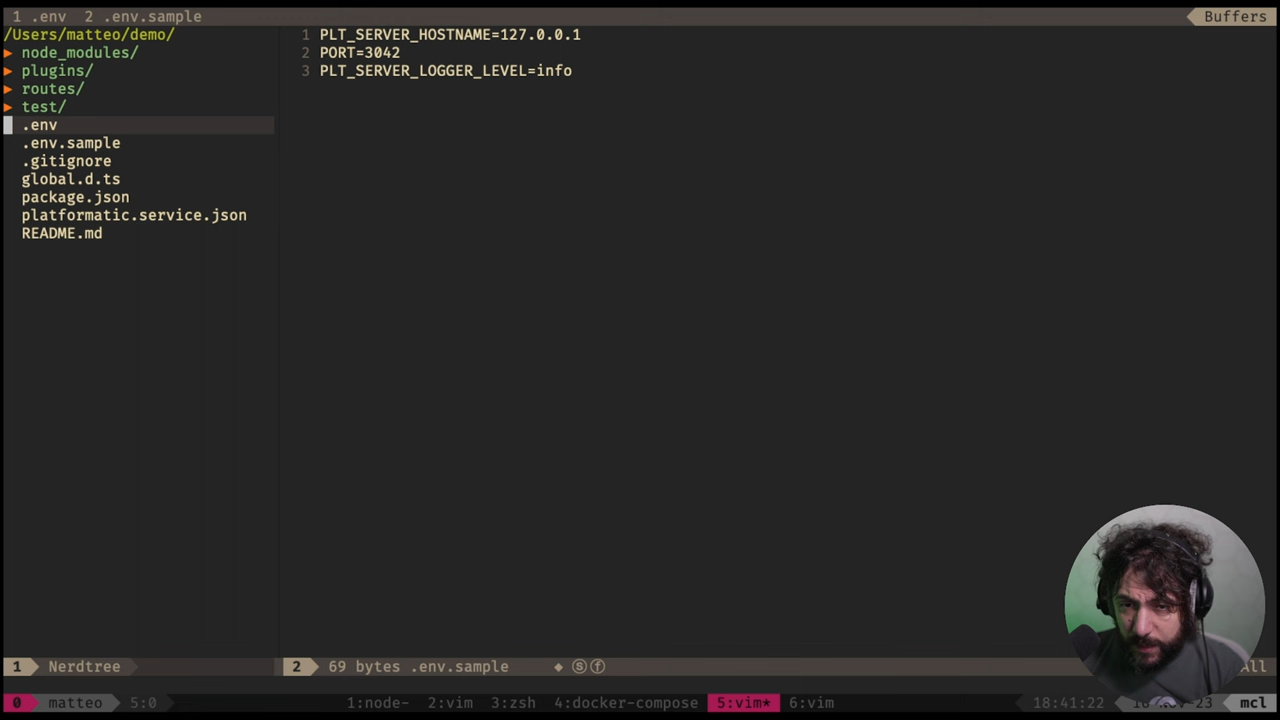 1 .env 2 .env.sample
Buffers
/Users/matteo/demo/
▸ node_modules/
▸ plugins/
▸ routes/
▸ test/
.env
.env.sample
.gitignore
global.d.ts
package.json
platformatic.service.json
README.md
1 PLT_SERVER_HOSTNAME=127.0.0.1
2 PORT=3042
3 PLT_SERVER_LOGGER_LEVEL=info
1 Nerdtree
2 69 bytes .env.sample ◆ ⓢⓕ
0 matteo 5:0 1:node- 2:vim 3:zsh 4:docker-compose 5:vim* 6:vim 18:41:22 mcl